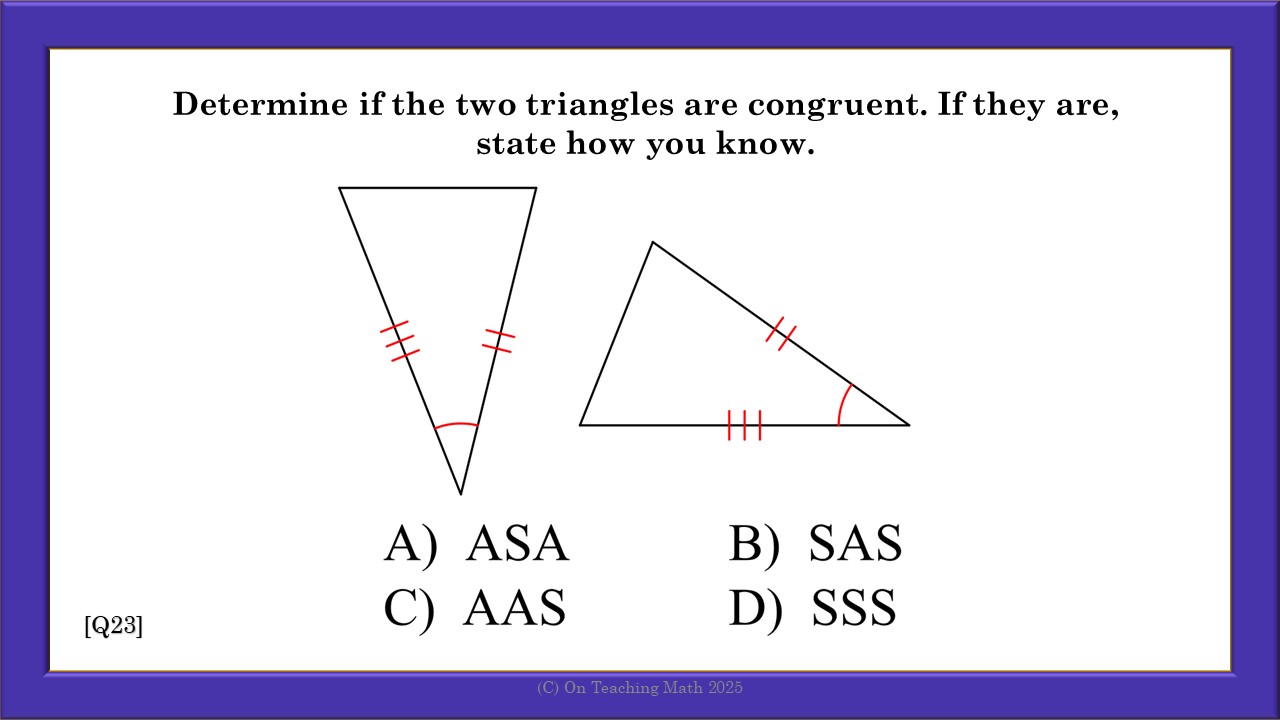 Determine if the two triangles are congruent. If they are,
state how you know.
A) ASA
B) SAS
C) AAS
D) SSS
[Q23]
(C) On Teaching Math 2025